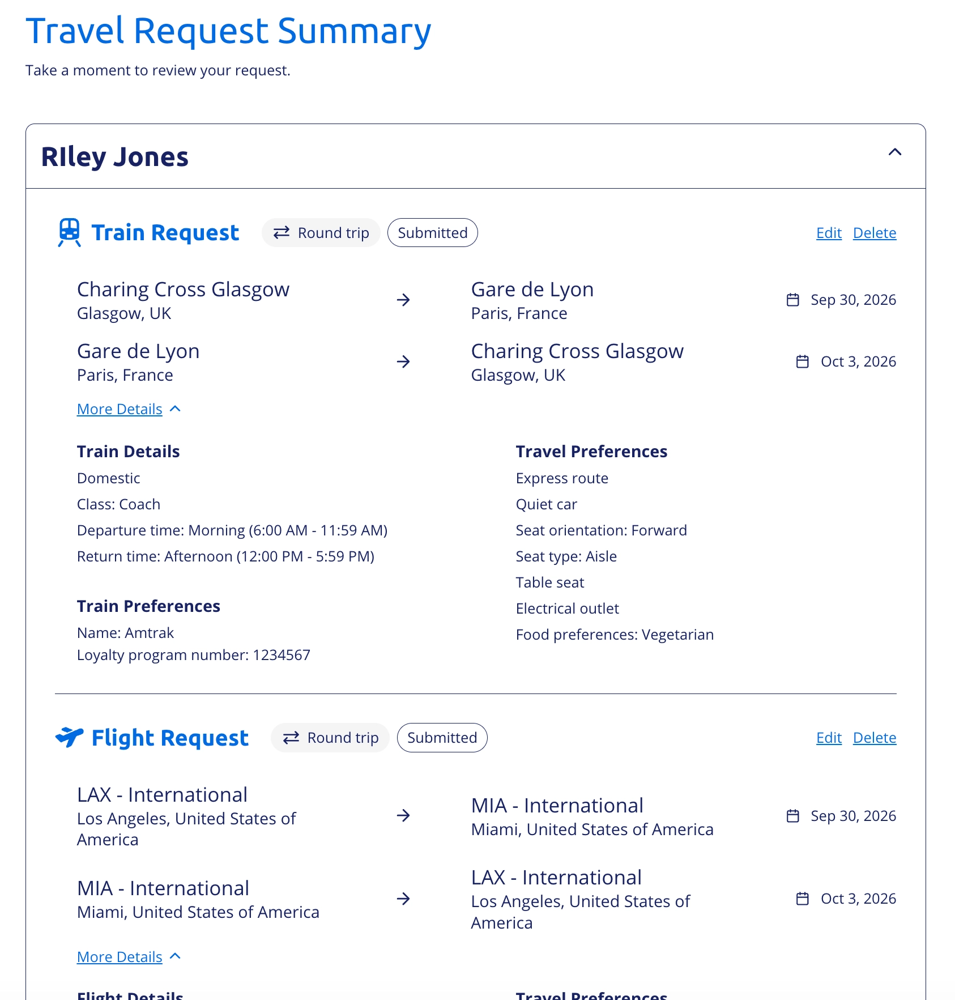 Travel Request Summary
Take a moment to review your request.
RIley Jones
Train Request
Round trip
Submitted
Edit
Delete
Charing Cross Glasgow
Glasgow, UK
Gare de Lyon
Paris, France
Sep 30, 2026
Gare de Lyon
Paris, France
Charing Cross Glasgow
Glasgow, UK
Oct 3, 2026
More Details
Train Details
Domestic
Class: Coach
Departure time: Morning (6:00 AM - 11:59 AM)
Return time: Afternoon (12:00 PM - 5:59 PM)
Train Preferences
Name: Amtrak
Loyalty program number: 1234567
Travel Preferences
Express route
Quiet car
Seat orientation: Forward
Seat type: Aisle
Table seat
Electrical outlet
Food preferences: Vegetarian
Flight Request
Round trip
Submitted
Edit
Delete
LAX - International
Los Angeles, United States of
America
MIA - International
Miami, United States of America
Sep 30, 2026
MIA - International
Miami, United States of America
LAX - International
Los Angeles, United States of
America
Oct 3, 2026
More Details
Flight Details
Travel Preferences